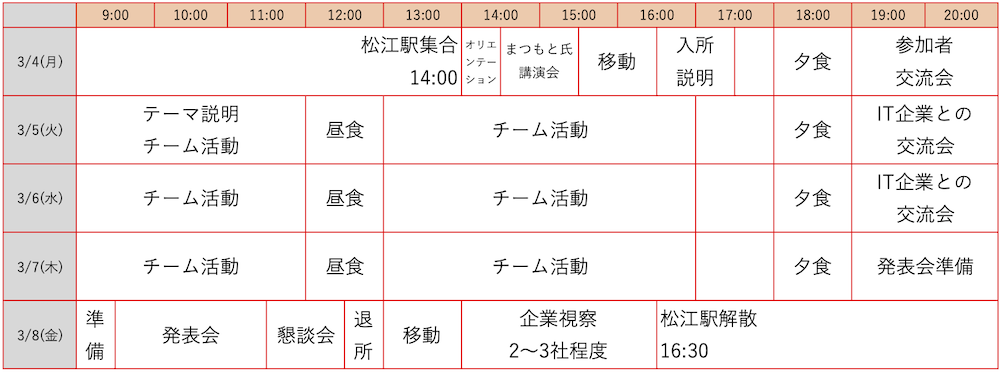 9:00 10:00 11:00 12:00 13:00 14:00 15:00 16:00 17:00 18:00 19:00 20:00
3/4(月)
松江駅集合
14:00
オリエ
ンテー
ション
まつもと氏
講演会
移動
入所
説明
夕食
参加者
交流会
3/5(火)
テーマ説明
チーム活動
昼食
チーム活動
夕食
IT企業との
交流会
3/6(水)
チーム活動
昼食
チーム活動
夕食
IT企業との
交流会
3/7(木)
チーム活動
昼食
チーム活動
夕食
発表会準備
3/8(金)
準
備
発表会
懇談会
退
所
移動
企業視察
2〜3社程度
松江駅解散
16:30